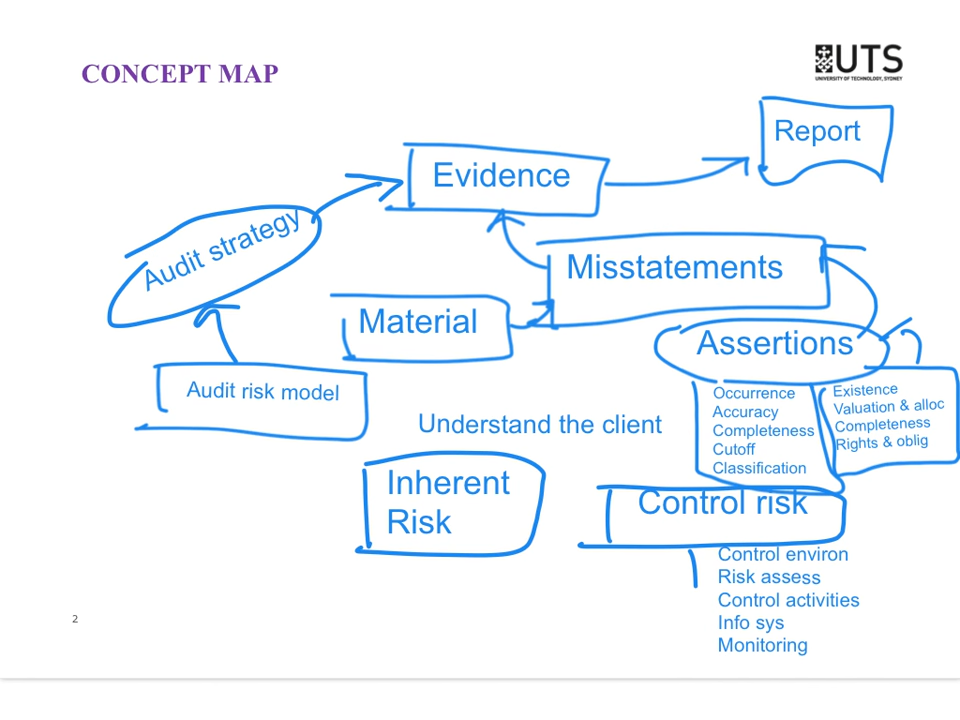 CONCEPT MAP
UTS
UNIVERSITY OF TECHNOLOGY, SYDNEY
Report
Evidence
Audit strategy
Misstatements
Material
Assertions
Audit risk model
Occurrence
Accuracy
Completeness
Cutoff
Classification
Existence
Valuation & alloc
Completeness
Rights & oblig
Understand the client
Inherent
Risk
Control risk
Control environ
Risk assess
Control activities
Info sys
Monitoring
2